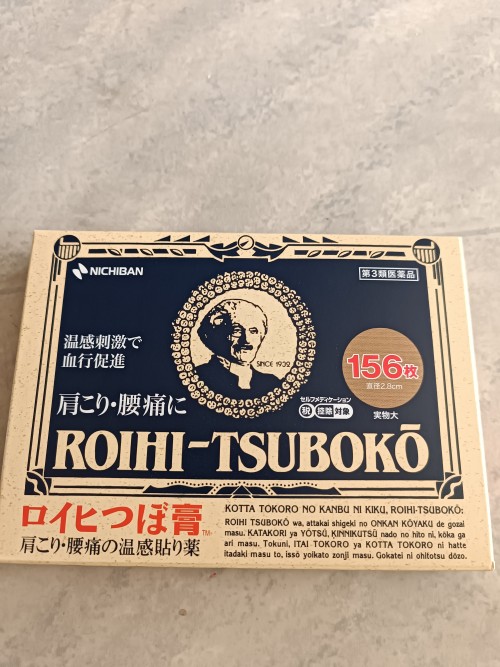 NICHIBAN
第3類医薬品
温感刺激で
血行促進
SINCE 1932
156枚
直径2.8cm
肩こり・腰痛に
セルフメディケーション
税 控除 対象
実物大
ROIHI-TSUBOKŌ
ロイヒつぼ膏™
肩こり・腰痛の温感貼り薬
KOTTA TOKORO NO KANBU NI KIKU, ROIHI-TSUBOKŌ:
ROIHI TSUBOKŌ wa, attakai shigeki no ONKAN KŌYAKU de gozai
masu. KATAKORI ya YŌTSŪ, KINNIKUTSŪ nado no hito ni, kōka ga
ari masu. Tokuni, ITAI TOKORO ya KOTTA TOKORO ni hatte
itadaki masu to, issō yoikato zonji masu. Gokatei ni ohitotsu dōzo.